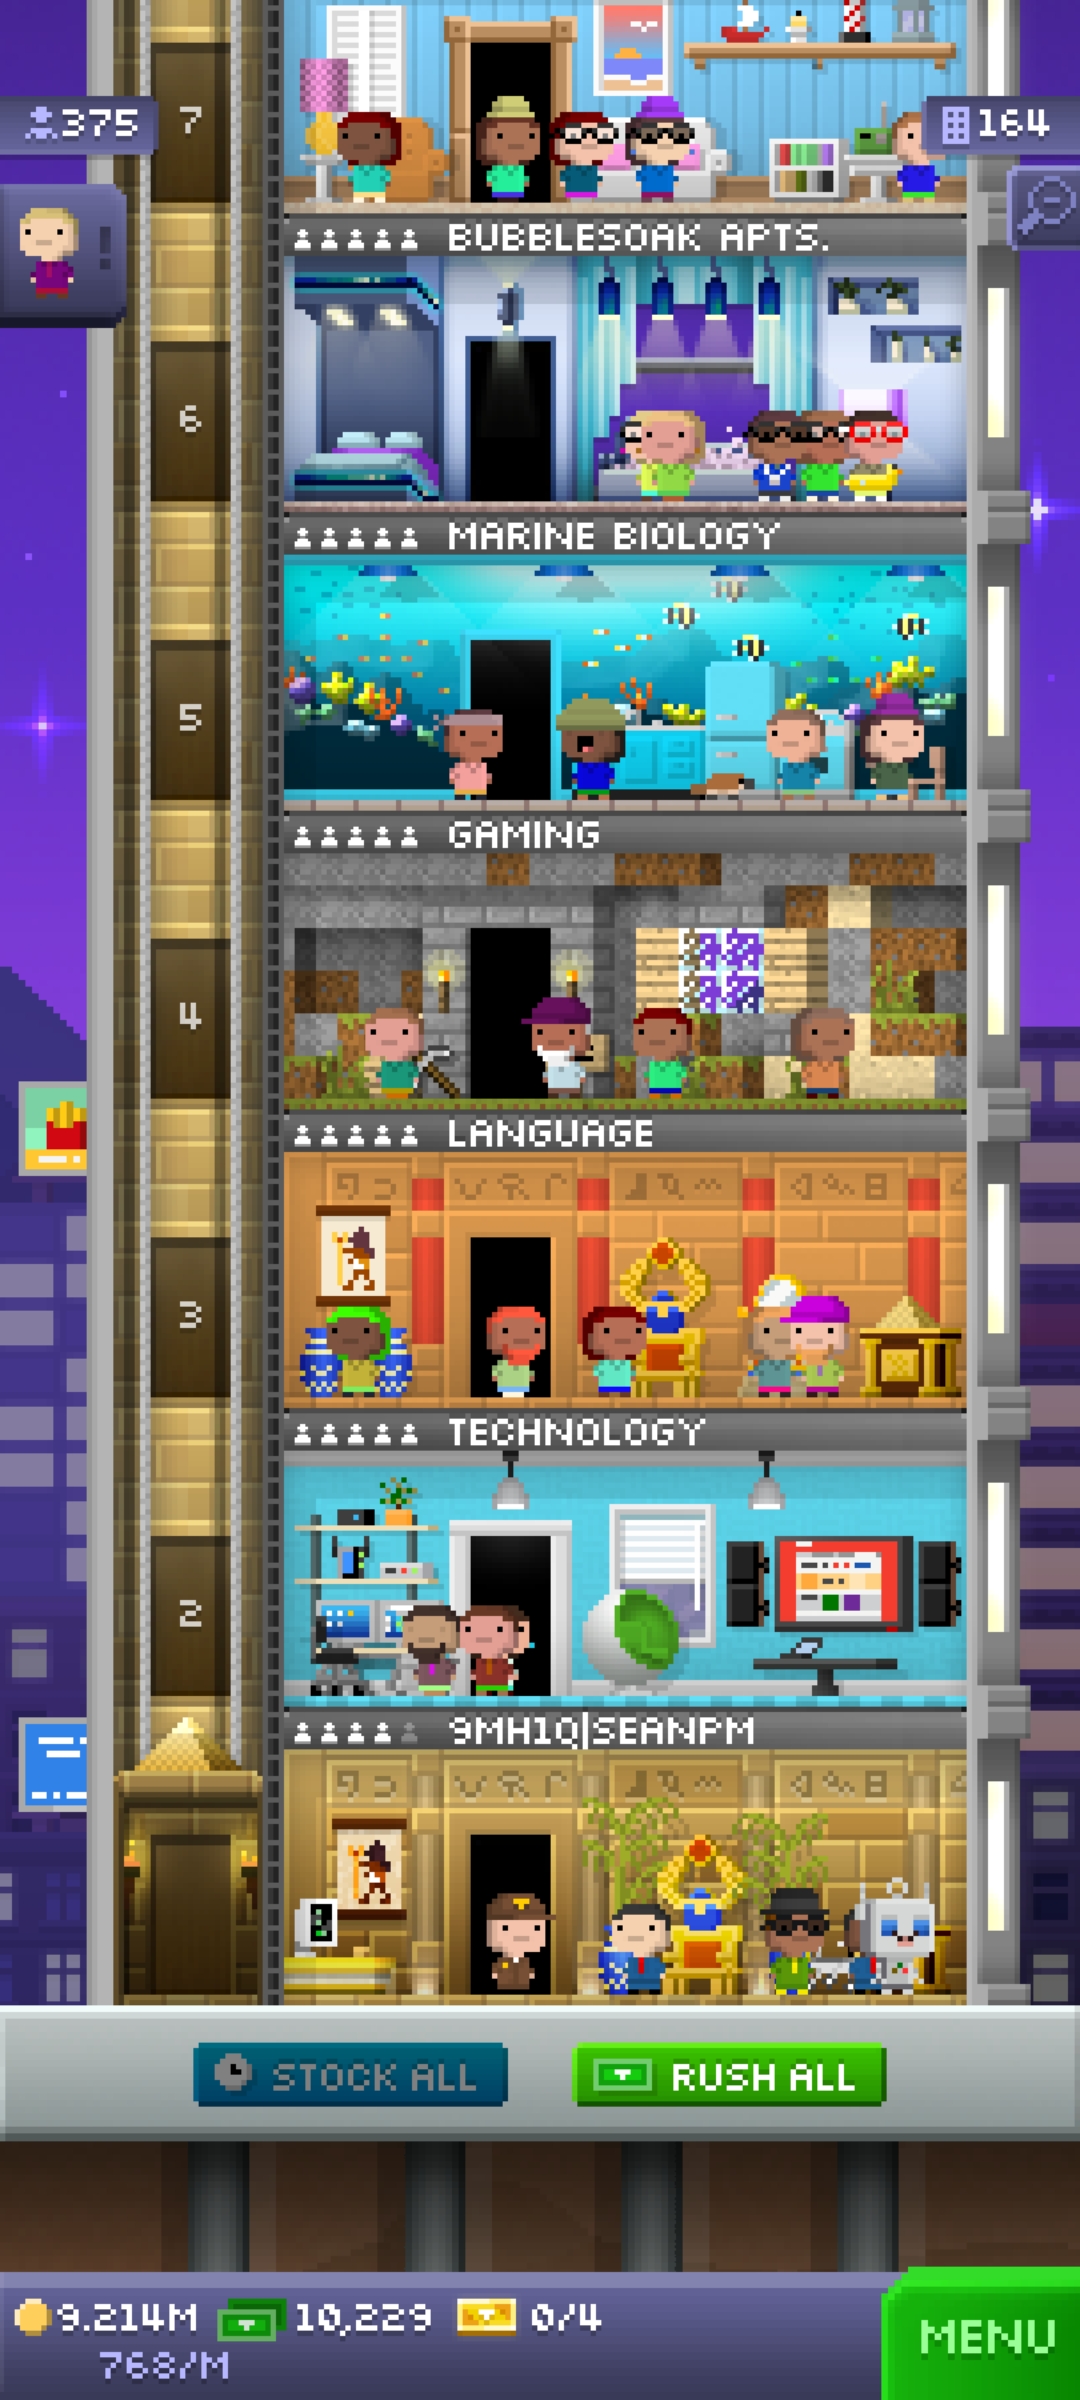 7
375
164
BUBBLESOAK APTS.
6
MARINE BIOLOGY
5
GAMING
4
LANGUAGE
3
TECHNOLOGY
2
9MH1Q|SEANPM
STOCK ALL
RUSH ALL
9.214M
10,229
0/4
768/M
MENU